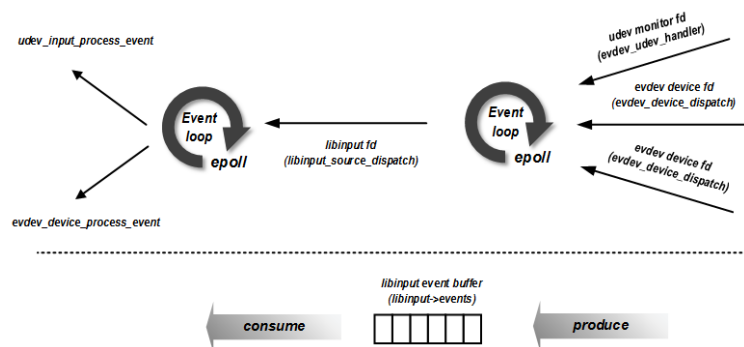 udev_input_process_event
evdev_device_process_event
Event
loop
epoll
libinput fd
(libinput_source_dispatch)
Event
loop
epoll
udev monitor fd
(evdev_udev_handler)
evdev device fd
(evdev_device_dispatch)
evdev device fd
(evdev_device_dispatch)
libinput event buffer
(libinput->events)
consume
produce